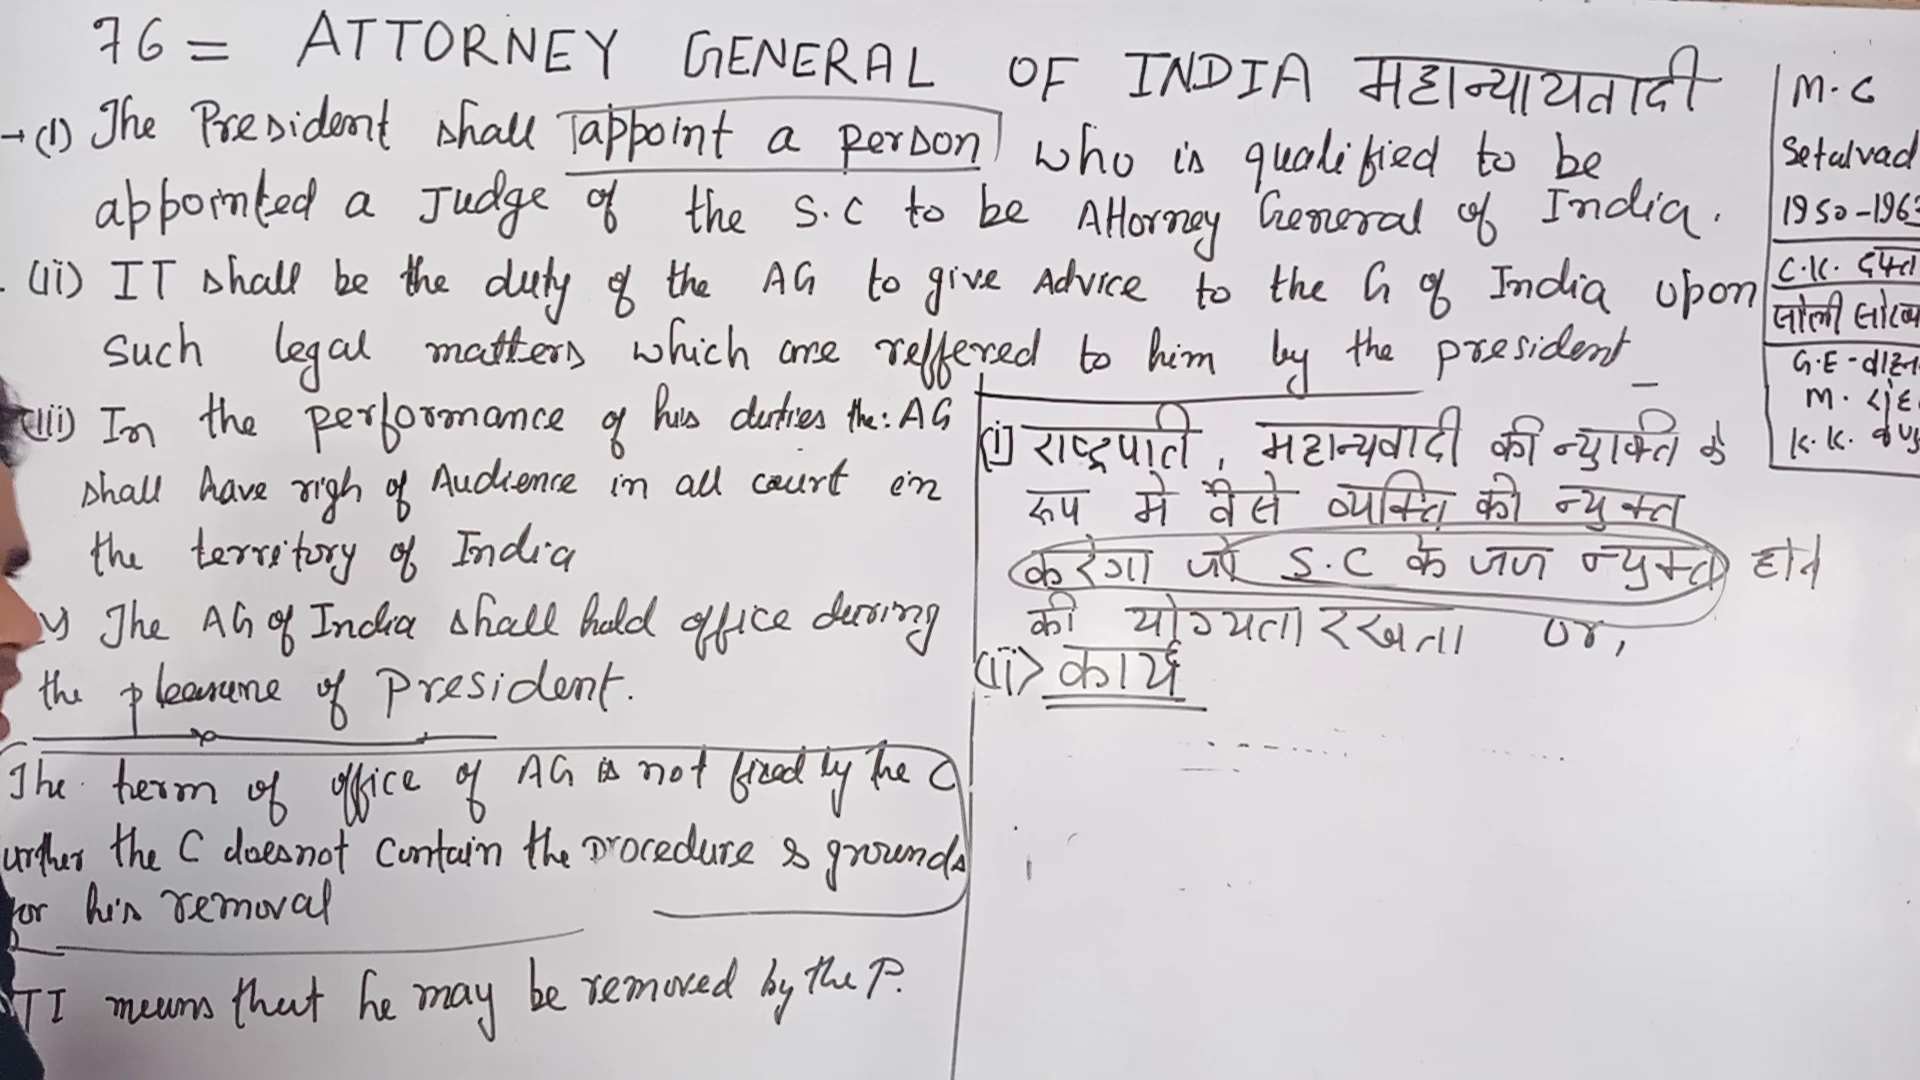 76 = ATTORNEY GENERAL OF INDIA महान्यायवादी
(i) The President shall appoint a person who is qualified to be
appointed a Judge of the S.C to be Attorney General of India.
(ii) IT shall be the duty of the AG to give Advice to the G of India upon
such legal matters which are reffered to him by the president
(iii) In the performance of his duties the: AG
shall have righ of Audience in all court in
the territory of India
v) The AG of India shall hold office during
the pleasure of President.
The term of office of AG is not fixed by the C
urther the C doesnot contain the procedure & grounds
for his removal
TI means that he may be removed by the P.
(i) राष्ट्रपति, महान्यवादी की न्युक्ति के
रूप मे वैसे व्यक्ति को न्युक्त
करेगा जो S.C के जज न्युक्त होने
की योग्यता रखता or,
(ii) कार्य
M.C
Setalvad
1950-1963
C.K. दफ्त
सोली सोराब
G.E-वाहन
M.
K.K. वेणु